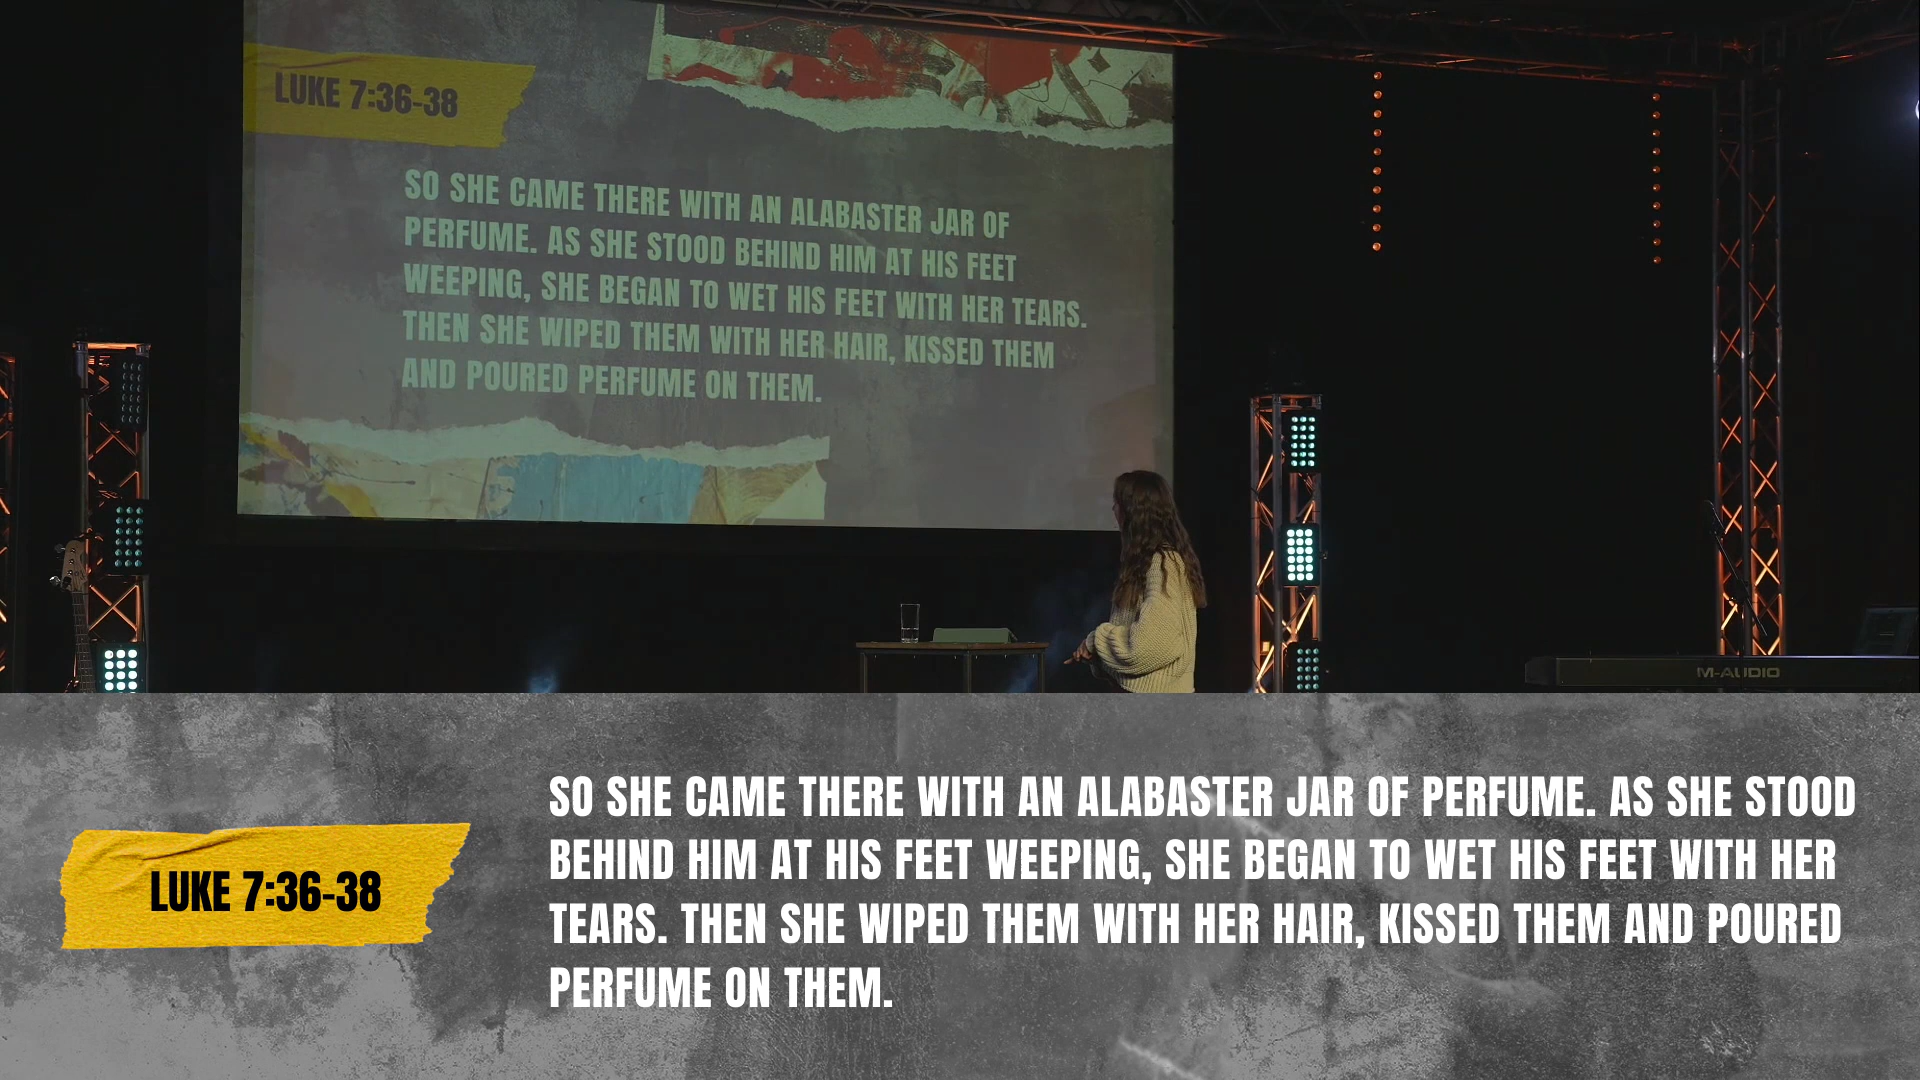 LUKE 7:36-38
SO SHE CAME THERE WITH AN ALABASTER JAR OF
PERFUME. AS SHE STOOD BEHIND HIM AT HIS FEET
WEEPING, SHE BEGAN TO WET HIS FEET WITH HER TEARS.
THEN SHE WIPED THEM WITH HER HAIR, KISSED THEM
AND POURED PERFUME ON THEM.
M-AUDIO
LUKE 7:36-38
SO SHE CAME THERE WITH AN ALABASTER JAR OF PERFUME. AS SHE STOOD
BEHIND HIM AT HIS FEET WEEPING, SHE BEGAN TO WET HIS FEET WITH HER
TEARS. THEN SHE WIPED THEM WITH HER HAIR, KISSED THEM AND POURED
PERFUME ON THEM.